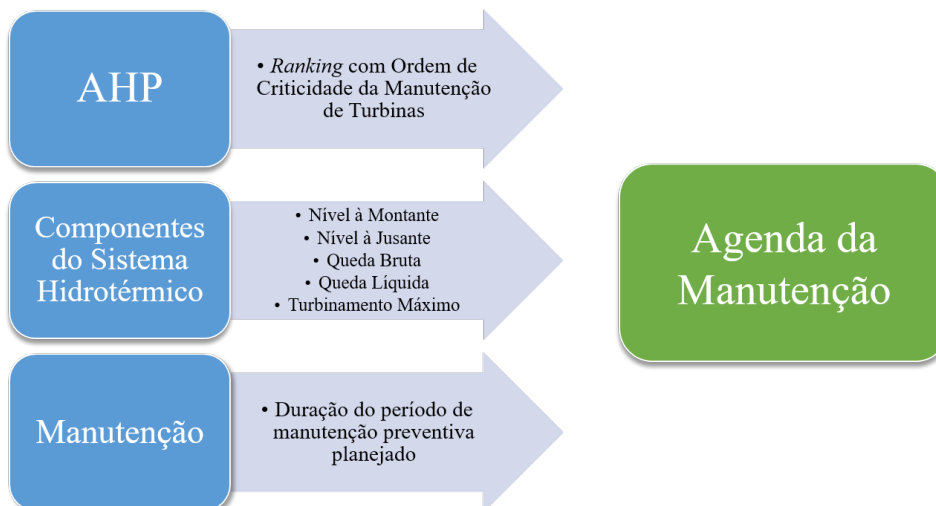 AHP
• Ranking com Ordem de
Criticidade da Manutenção
de Turbinas
Componentes
do Sistema
Hidrotérmico
• Nível à Montante
• Nível à Jusante
• Queda Bruta
• Queda Líquida
• Turbinamento Máximo
Manutenção
• Duração do período de
manutenção preventiva
planejado
Agenda da
Manutenção